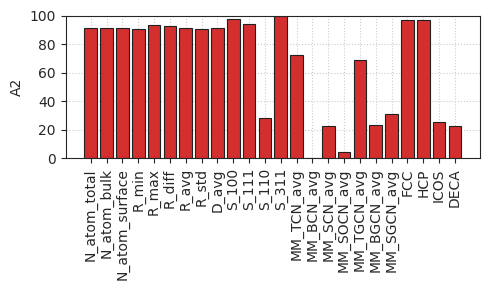 100
80
60
40
20
0
A2
N_atom_total
N_atom_bulk
N_atom_surface
R_min
R_max
R_diff
R_avg
R_std
D_avg
S_100
S_111
S_110
S_311
MM_TCN_avg
MM_BCN_avg
MM_SCN_avg
MM_SOCN_avg
MM_TGCN_avg
MM_BGCN_avg
MM_SGCN_avg
FCC
HCP
ICOS
DECA